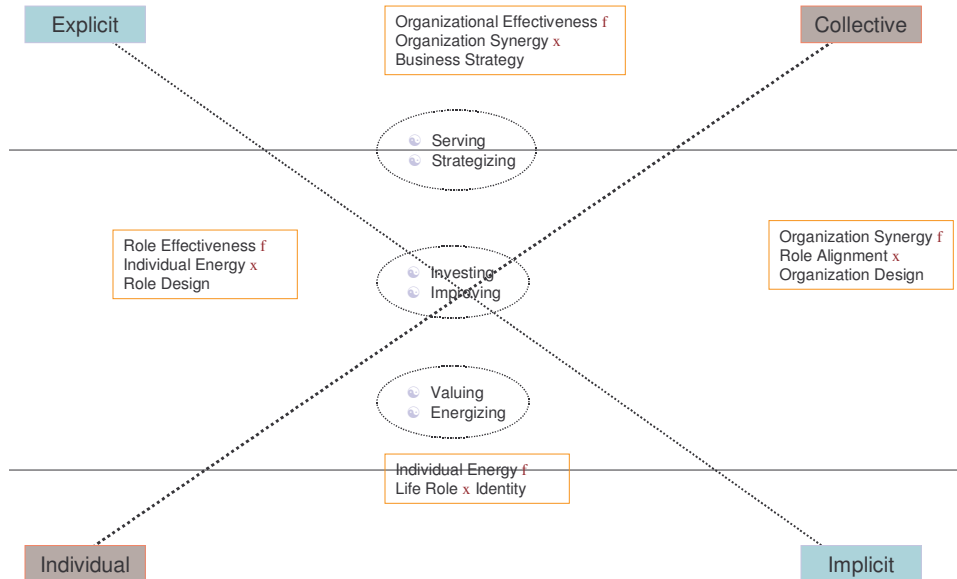 Explicit
Organizational Effectiveness f
Organization Synergy x
Business Strategy
Collective
☯ Serving
☯ Strategizing
Role Effectiveness f
Individual Energy x
Role Design
☯ Investing
☯ Improving
Organization Synergy f
Role Alignment x
Organization Design
☯ Valuing
☯ Energizing
Individual Energy f
Life Role x Identity
Individual
Implicit